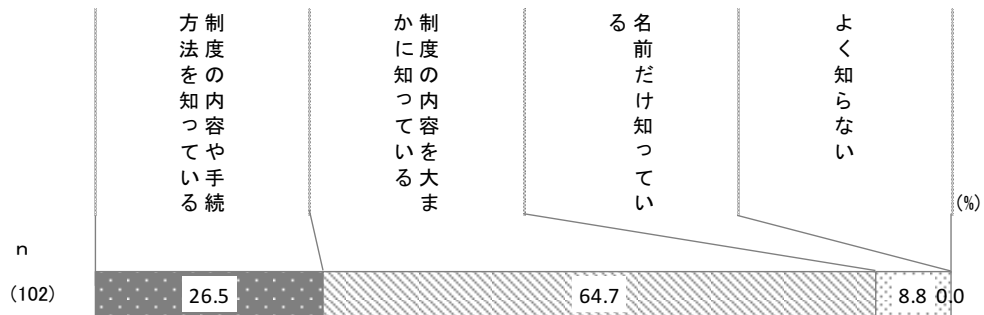 制度の内容や手続
方法を知っている
制度の内容を大ま
かに知っている
名前だけ知ってい
る
よく知らない
(%)
n
(102)
26.5
64.7
8.8
0.0